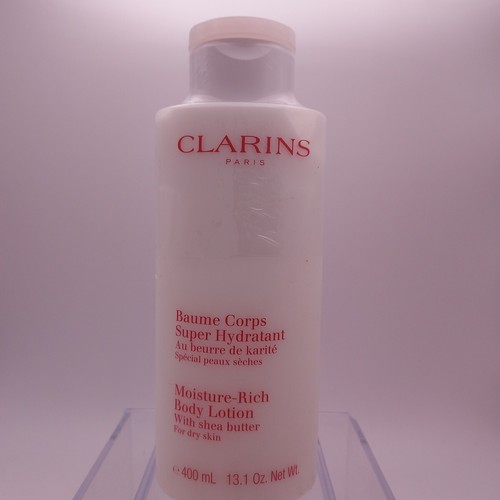 CLARINS
PARIS
Baume Corps
Super Hydratant
Au beurre de karité
Spécial peaux sèches
Moisture-Rich
Body Lotion
With shea butter
For dry skin
℮ 400 mL 13.1 Oz. Net Wt.